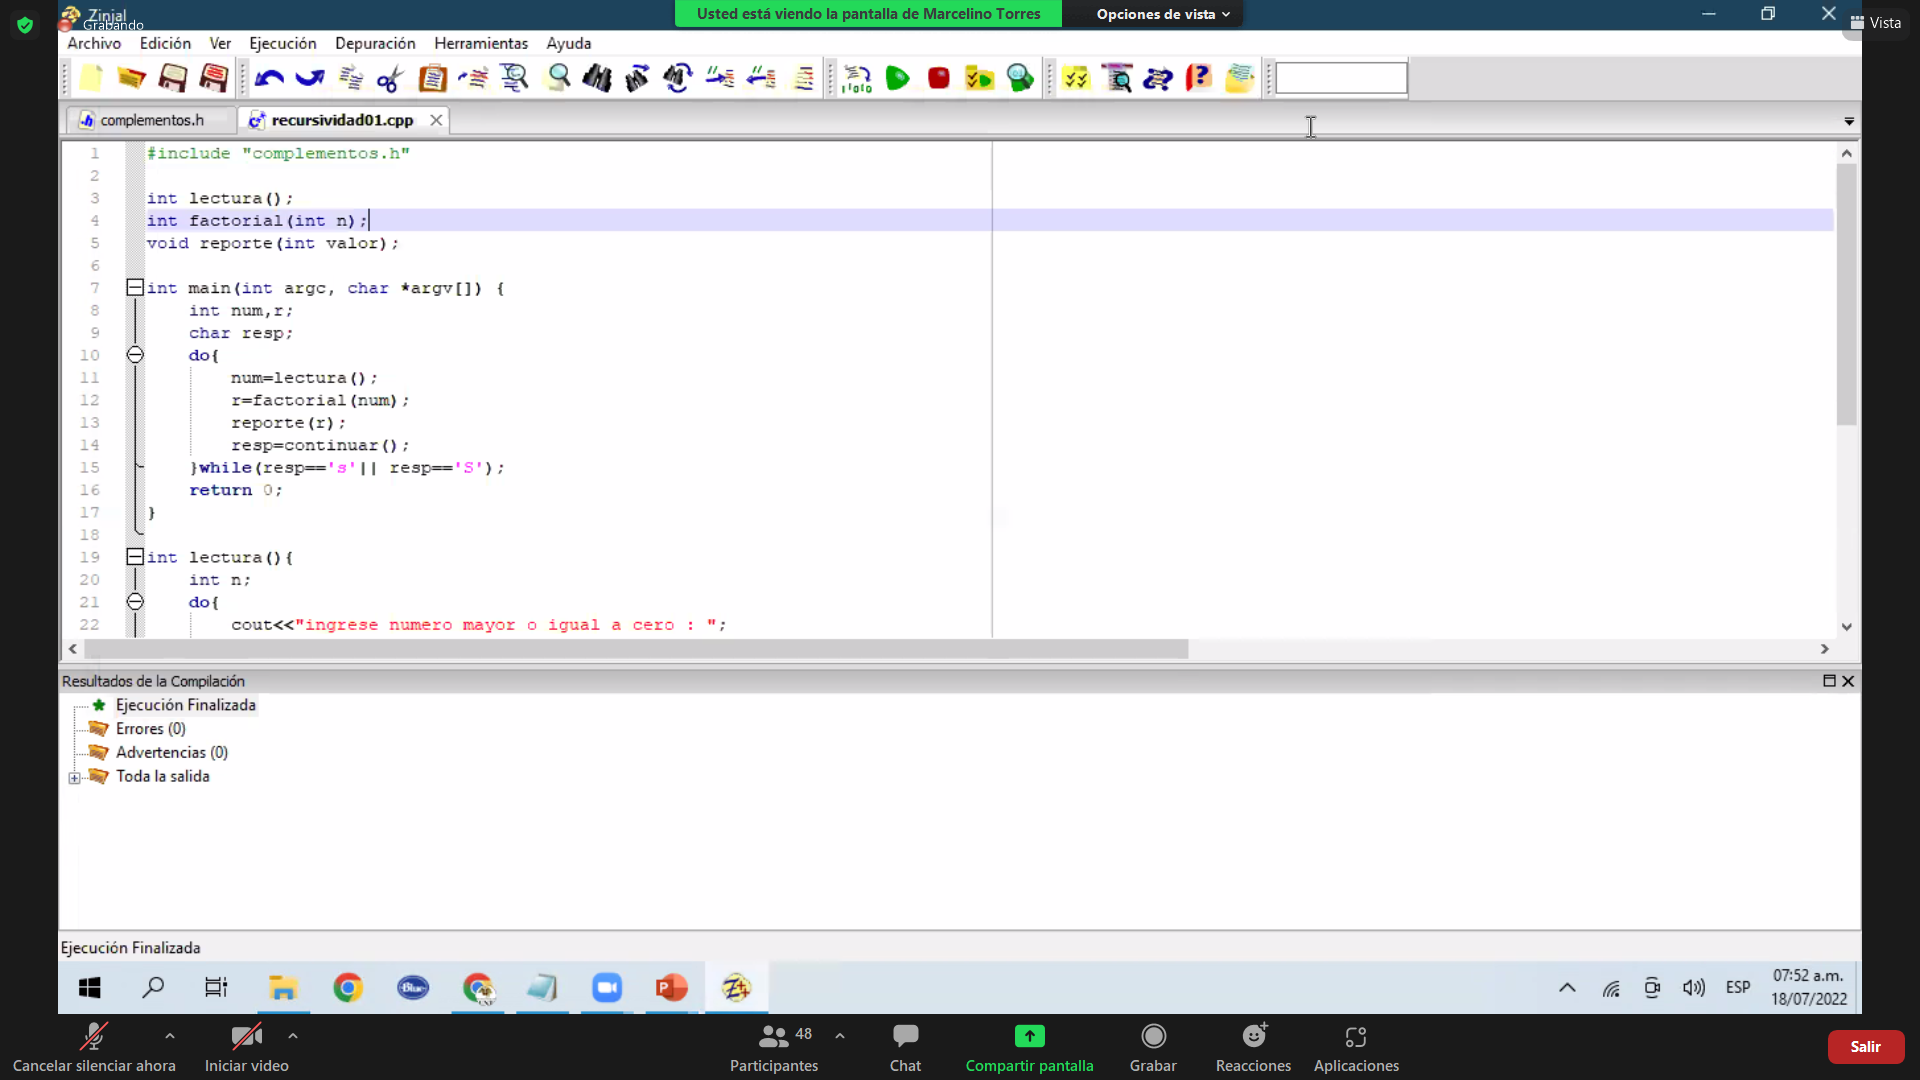 Zinjal
Grabando
Usted está viendo la pantalla de Marcelino Torres
Opciones de vista
Vista
Archivo Edición Ver Ejecución Depuración Herramientas Ayuda
complementos.h
recursividad01.cpp
1 #include "complementos.h"
2
3 int lectura();
4 int factorial(int n);
5 void reporte(int valor);
6
7 int main(int argc, char *argv[]) {
8 int num,r;
9 char resp;
10 do{
11 num=lectura();
12 r=factorial(num);
13 reporte(r);
14 resp=continuar();
15 }while(resp=='s'|| resp=='S');
16 return 0;
17 }
18
19 int lectura(){
20 int n;
21 do{
22 cout<<"ingrese numero mayor o igual a cero : ";
Resultados de la Compilación
Ejecución Finalizada
Errores (0)
Advertencias (0)
Toda la salida
Ejecución Finalizada
ESP
07:52 a.m.
18/07/2022
Cancelar silenciar ahora
Iniciar video
48
Participantes
Chat
Compartir pantalla
Grabar
Reacciones
Aplicaciones
Salir